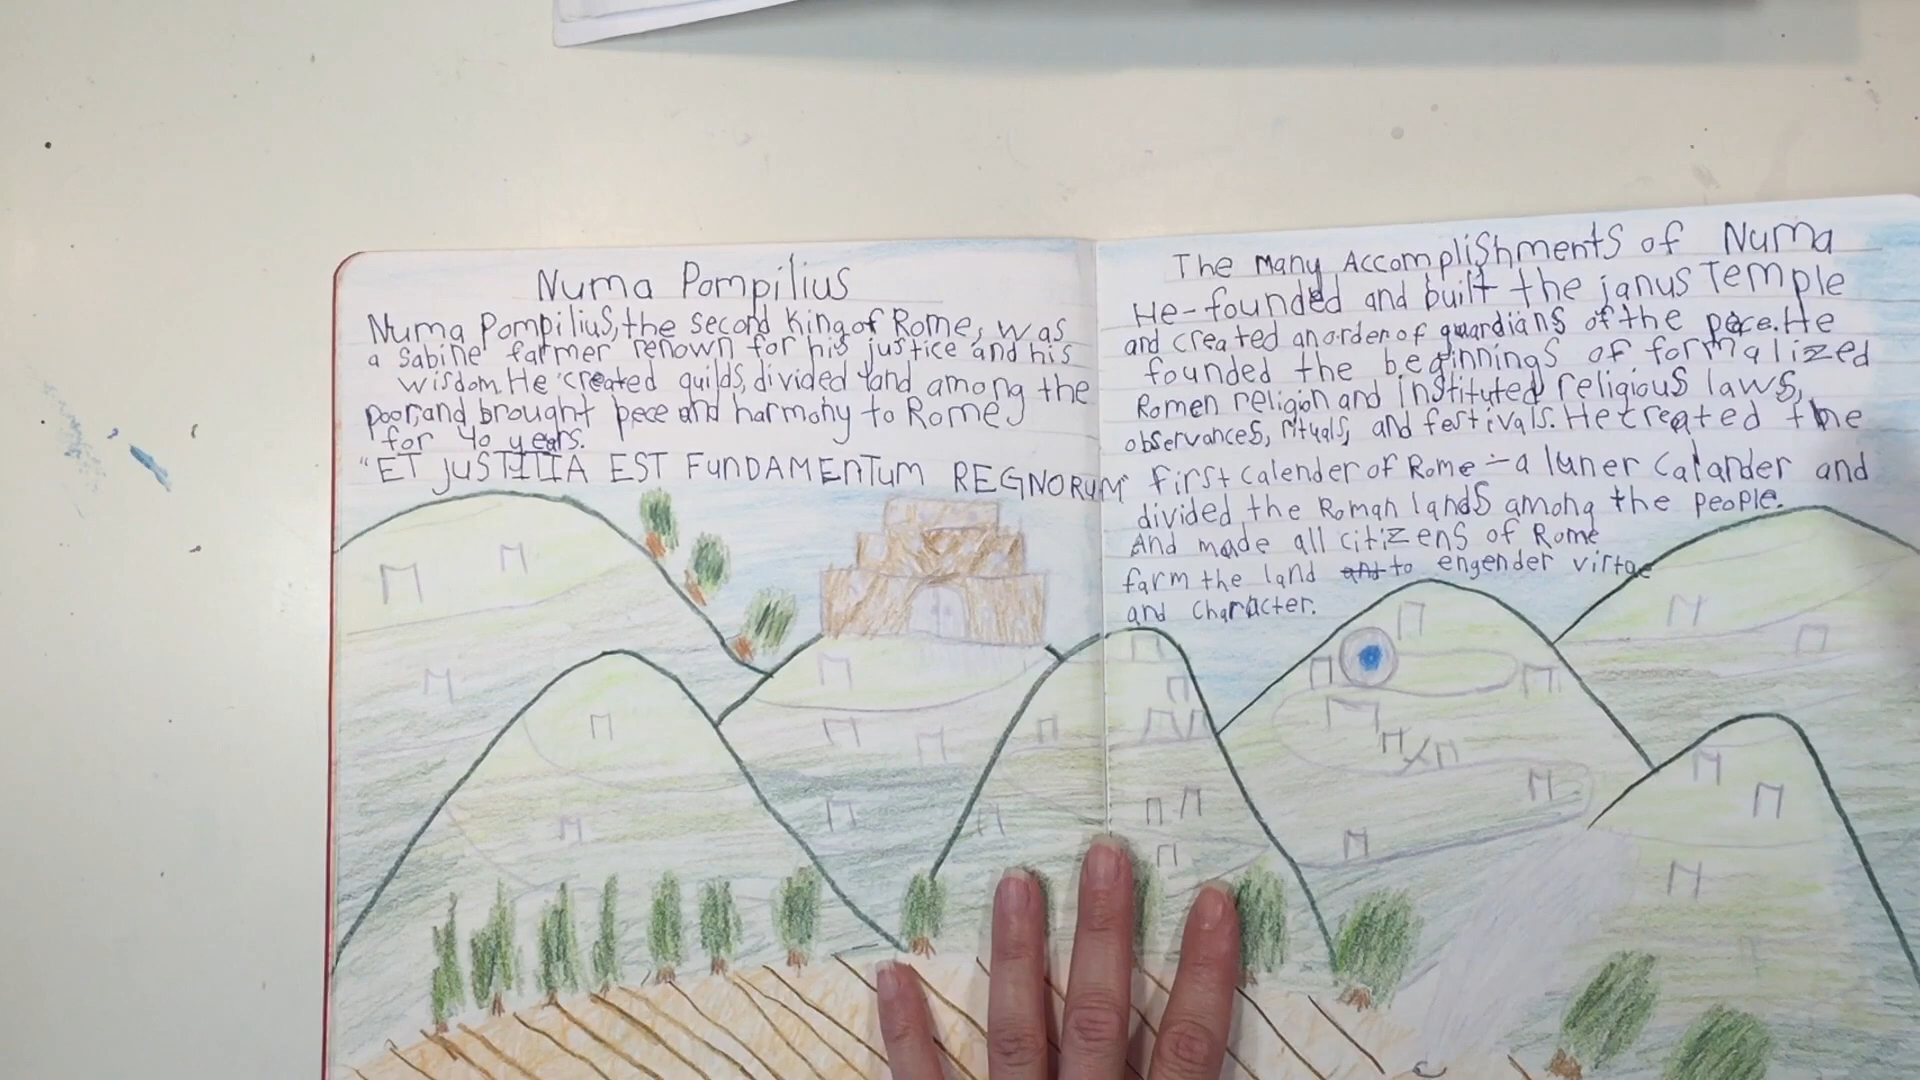 Numa Pompilius
Numa Pompilius, the second King of Rome, was
a Sabine farmer renown for his justice and his
wisdom. He created guilds, divided land among the
poor, and brought pece and harmony to Rome
for 40 years.
"ET JUSTITIA EST FUNDAMENTUM REGNORUM"
The Many Accomplishments of Numa
He founded and built the janus Temple
and created an order of guardians of the pece. He
founded the beginnings of formalized
Romen religion and instituted religious laws,
observances, rituals, and festivals. He created the
first calender of Rome - a luner calander and
divided the Roman lands among the people.
And made all citizens of Rome
farm the land and to engender virtue
and character.